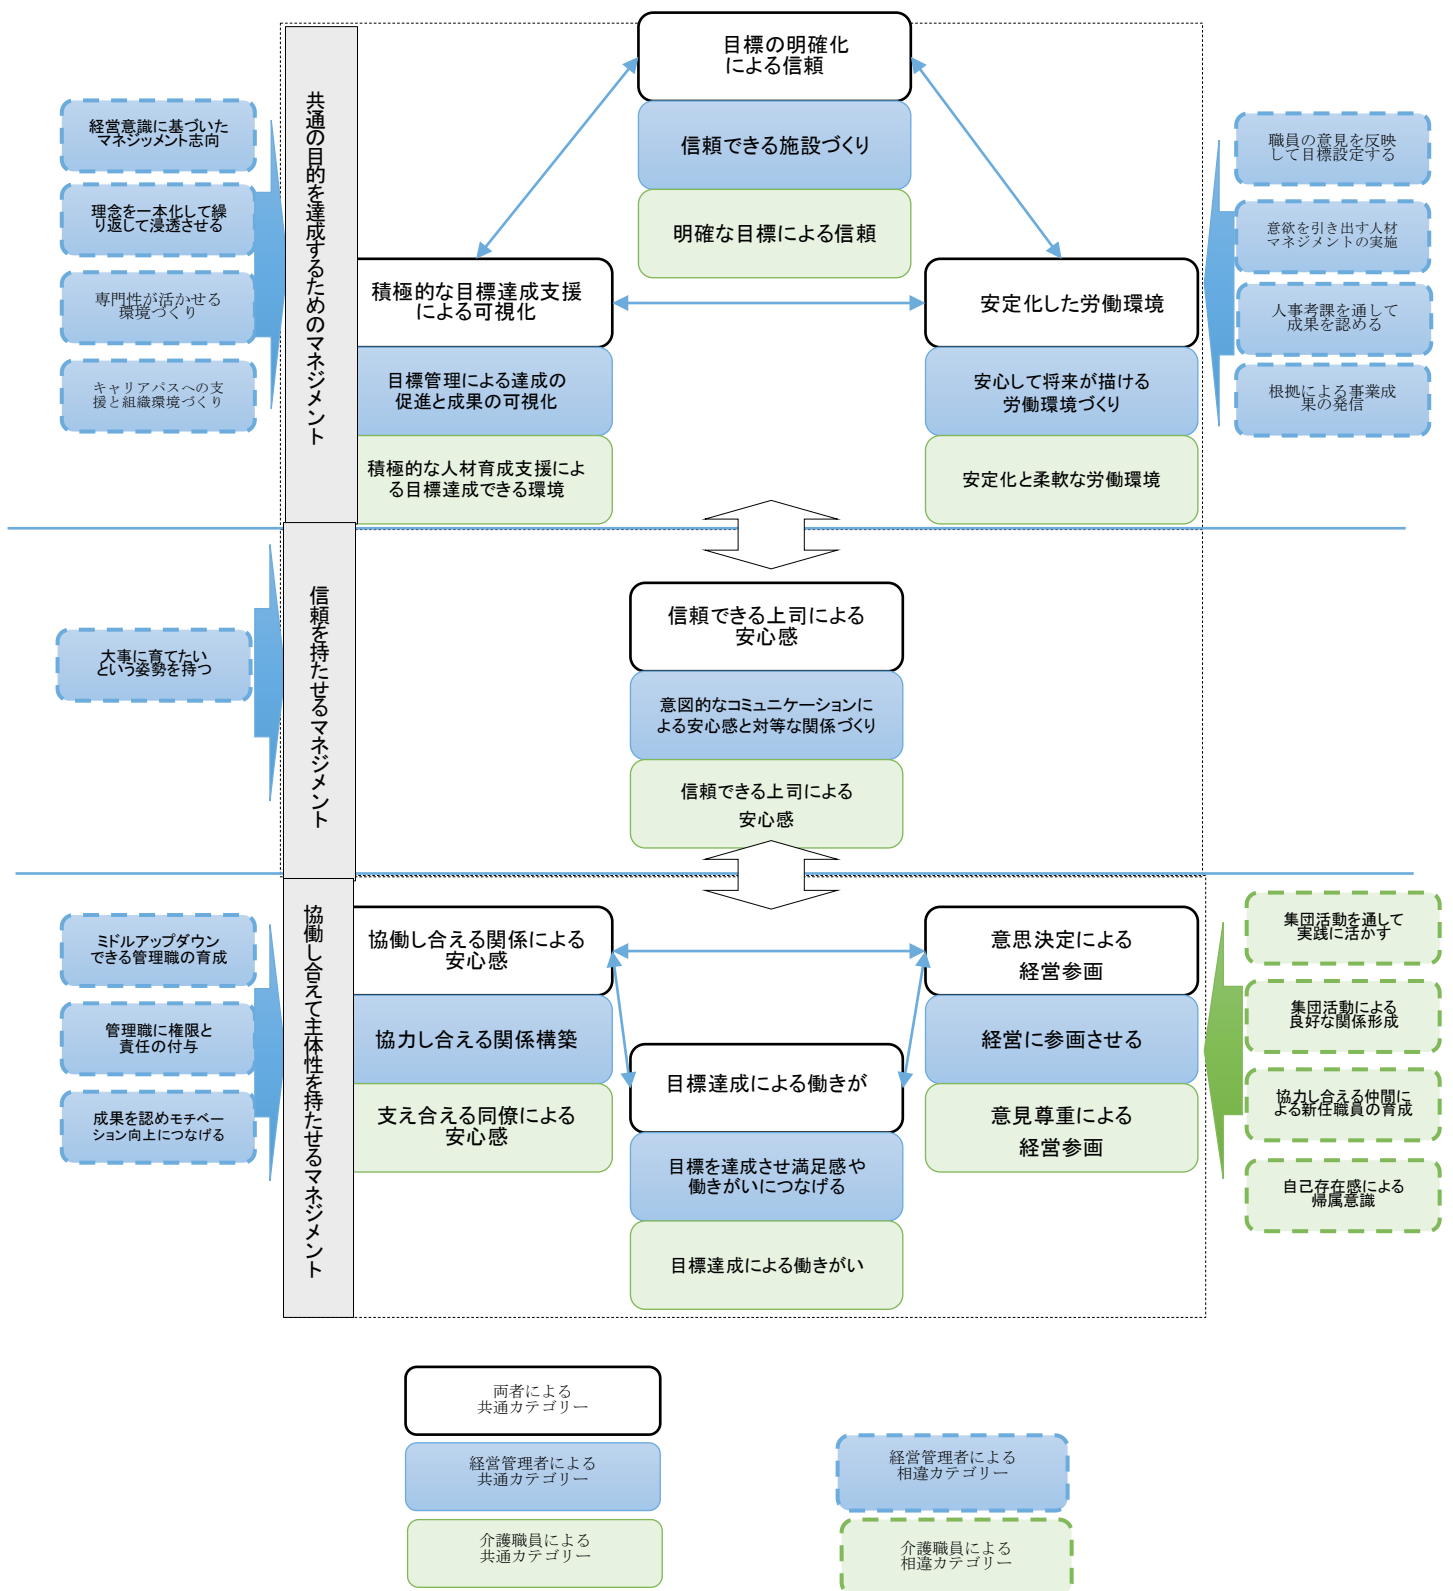 共通の目的を達成するためのマネジメント
目標の明確化
による信頼
信頼できる施設づくり
明確な目標による信頼
経営意識に基づいた
マネジッメント志向
理念を一本化して繰
り返して浸透させる
専門性が活かせる
環境づくり
キャリアパスへの支
援と組織環境づくり
積極的な目標達成支援
による可視化
目標管理による達成の
促進と成果の可視化
積極的な人材育成支援によ
る目標達成できる環境
安定化した労働環境
安心して将来が描ける
労働環境づくり
安定化と柔軟な労働環境
職員の意見を反映
して目標設定する
意欲を引き出す人材
マネジメントの実施
人事考課を通して
成果を認める
根拠による事業成
果の発信
信頼を持たせるマネジメント
大事に育てたい
という姿勢を持つ
信頼できる上司による
安心感
意図的なコミュニケーションに
よる安心感と対等な関係づくり
信頼できる上司による
安心感
協働し合えて主体性を持たせるマネジメント
ミドルアップダウン
できる管理職の育成
管理職に権限と
責任の付与
成果を認めモチベー
ション向上につなげる
協働し合える関係による
安心感
協力し合える関係構築
支え合える同僚による
安心感
目標達成による働きが
目標を達成させ満足感や
働きがいにつなげる
目標達成による働きがい
意思決定による
経営参画
経営に参画させる
意見尊重による
経営参画
集団活動を通して
実践に活かす
集団活動による
良好な関係形成
協力し合える仲間に
よる新任職員の育成
自己存在感による
帰属意識
両者による
共通カテゴリー
経営管理者による
共通カテゴリー
介護職員による
共通カテゴリー
経営管理者による
相違カテゴリー
介護職員による
相違カテゴリー